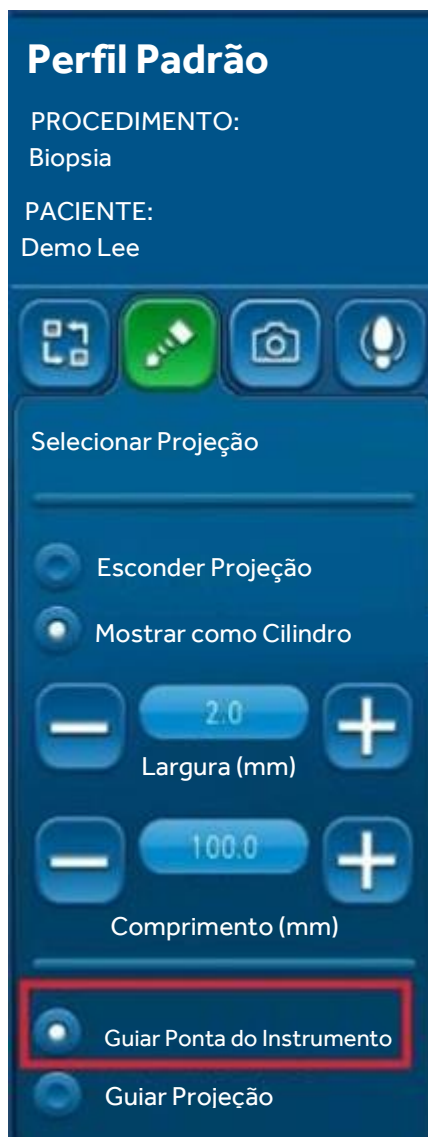 Perfil Padrão
PROCEDIMENTO:
Biopsia
PACIENTE:
Demo Lee
Selecionar Projeção
Esconder Projeção
Mostrar como Cilindro
2.0
Largura (mm)
100.0
Comprimento (mm)
Guiar Ponta do Instrumento
Guiar Projeção